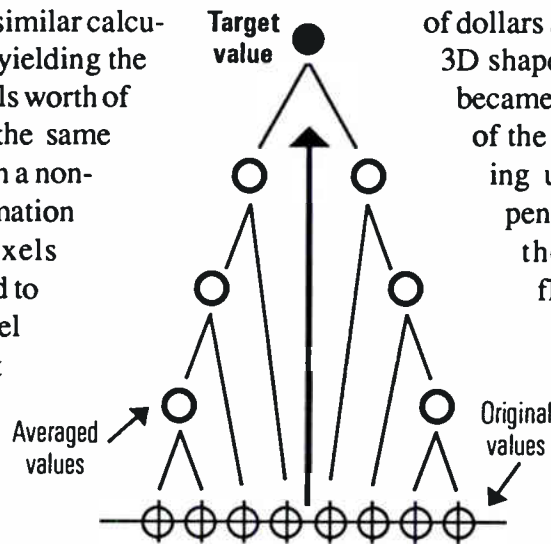 similar calcu-
yielding the
ls worth of
the same
n a non-
mation
xels
d to
el
Target
value
of dollars
3D shape
became
of the
ing u
pen
th
fl
Averaged
values
Original
values